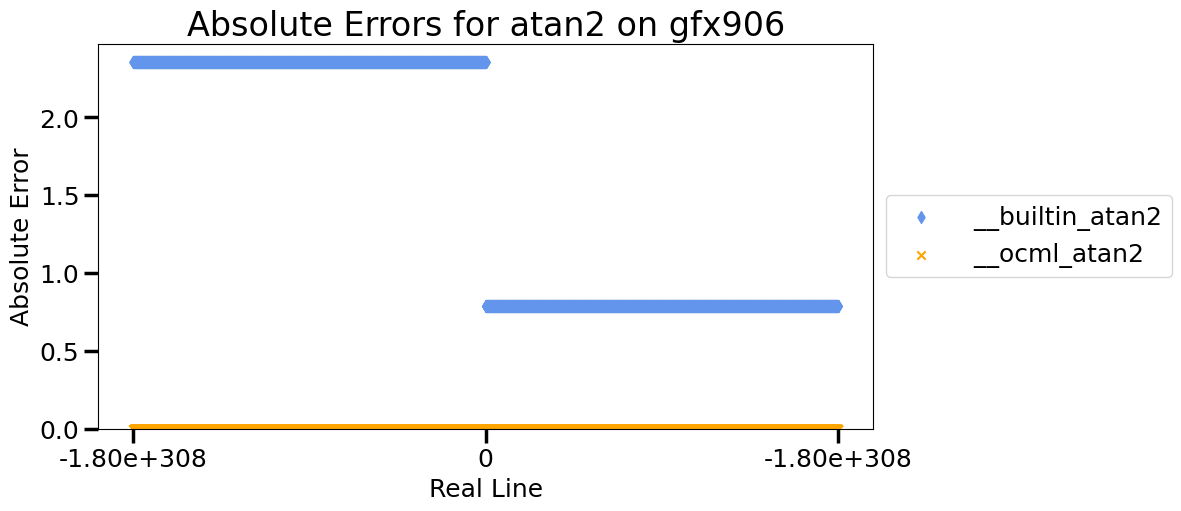 Absolute Errors for atan2 on gfx906
Absolute Error
2.0
1.5
1.0
0.5
0.0
-1.80e+308 0 -1.80e+308
Real Line
__builtin_atan2
__ocml_atan2